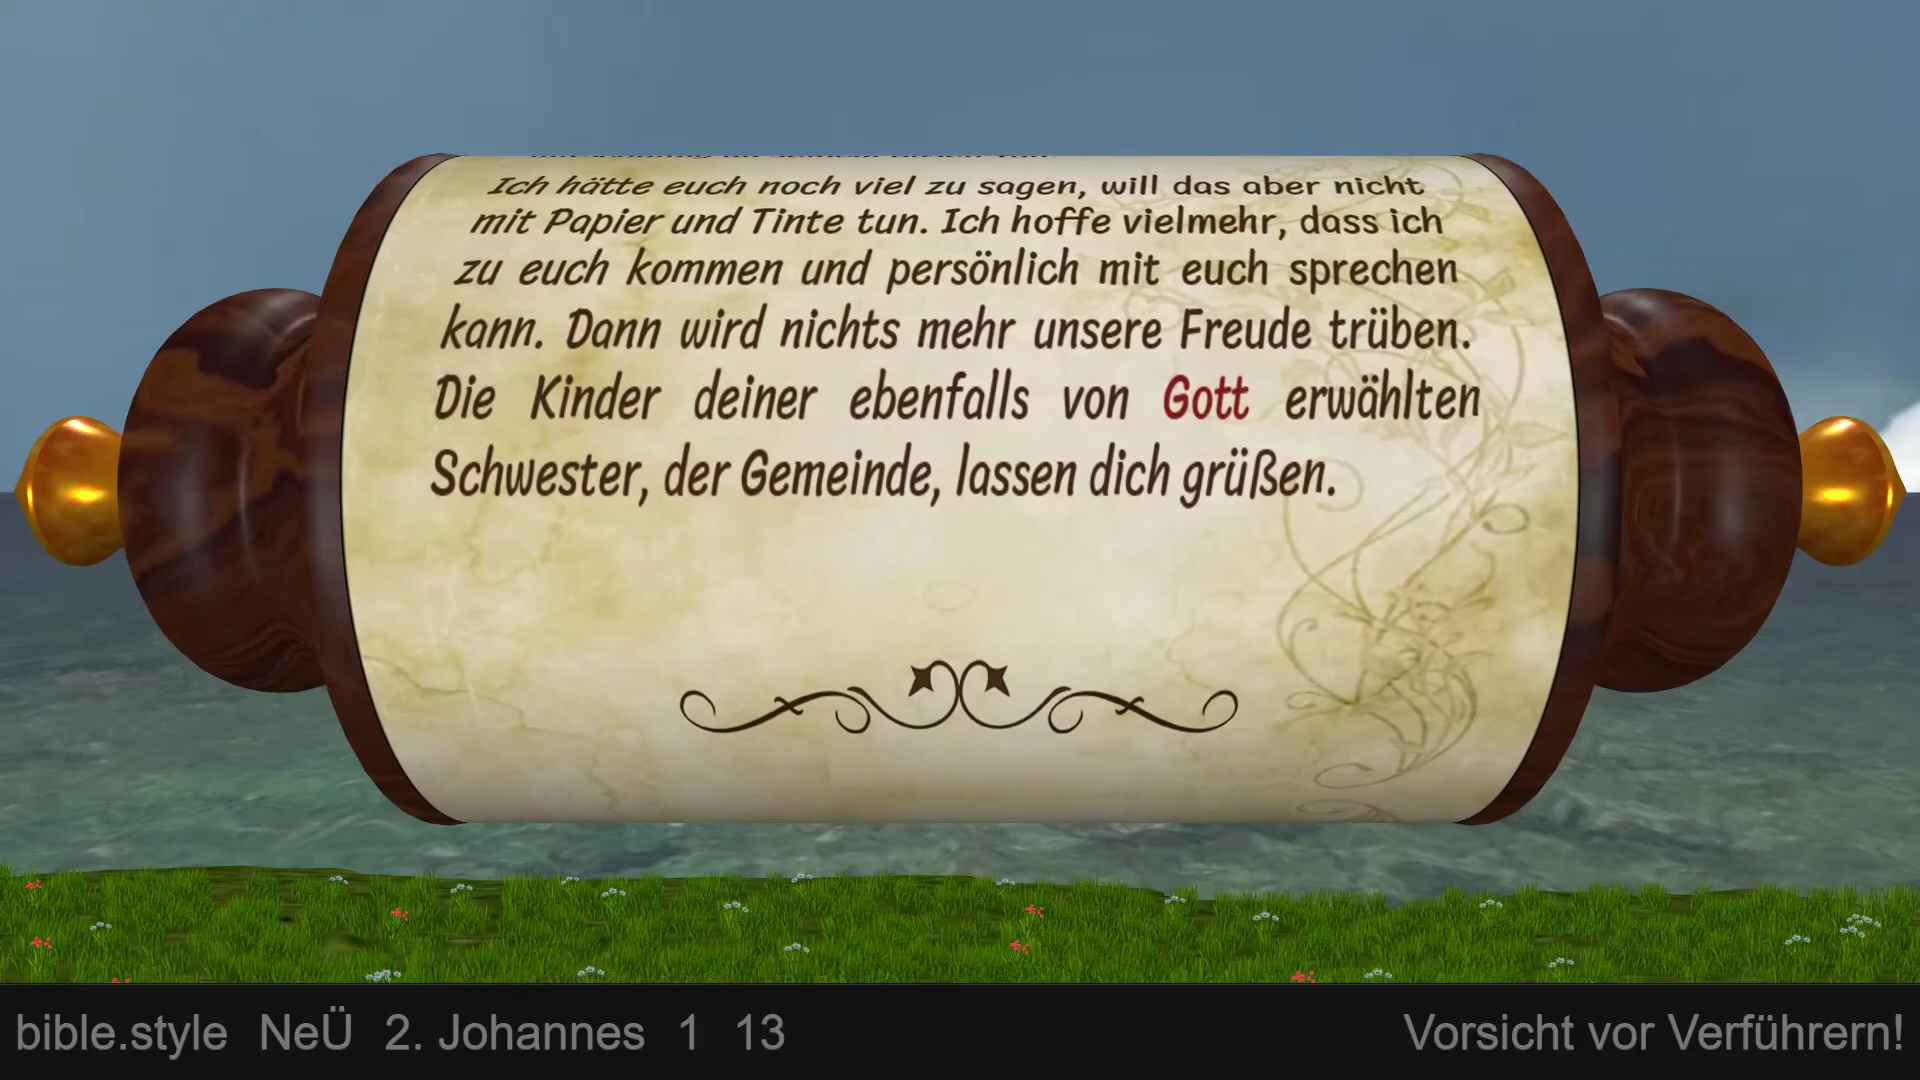 Ich hätte euch noch viel zu sagen, will das aber nicht
mit Papier und Tinte tun. Ich hoffe vielmehr, dass ich
zu euch kommen und persönlich mit euch sprechen
kann. Dann wird nichts mehr unsere Freude trüben.
Die Kinder deiner ebenfalls von Gott erwählten
Schwester, der Gemeinde, lassen dich grüßen.
bible.style NeÜ 2. Johannes 1 13
Vorsicht vor Verführern!